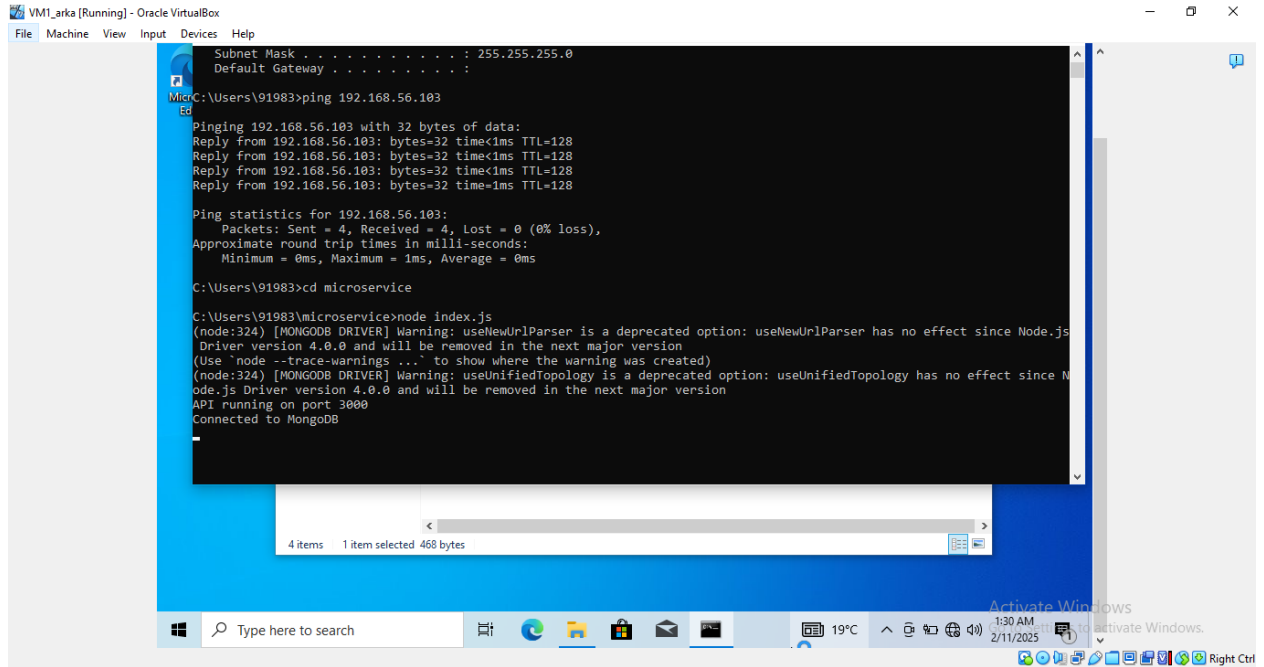 VM1_arka [Running] - Oracle VirtualBox
File Machine View Input Devices Help
Subnet Mask . . . . . . . . . . . : 255.255.255.0
Default Gateway . . . . . . . . . :
Micr
Ed
C:\Users\91983>ping 192.168.56.103
Pinging 192.168.56.103 with 32 bytes of data:
Reply from 192.168.56.103: bytes=32 time<1ms TTL=128
Reply from 192.168.56.103: bytes=32 time<1ms TTL=128
Reply from 192.168.56.103: bytes=32 time<1ms TTL=128
Reply from 192.168.56.103: bytes=32 time=1ms TTL=128
Ping statistics for 192.168.56.103:
Packets: Sent = 4, Received = 4, Lost = 0 (0% loss),
Approximate round trip times in milli-seconds:
Minimum = 0ms, Maximum = 1ms, Average = 0ms
C:\Users\91983>cd microservice
C:\Users\91983\microservice>node index.js
(node:324) [MONGODB DRIVER] Warning: useNewUrlParser is a deprecated option: useNewUrlParser has no effect since Node.js
Driver version 4.0.0 and will be removed in the next major version
(Use `node --trace-warnings ...` to show where the warning was created)
(node:324) [MONGODB DRIVER] Warning: useUnifiedTopology is a deprecated option: useUnifiedTopology has no effect since N
ode.js Driver version 4.0.0 and will be removed in the next major version
API running on port 3000
Connected to MongoDB
4 items 1 item selected 468 bytes
Activate Windows
to activate Windows.
Type here to search
19°C
1:30 AM
2/11/2025
1
Right Ctrl